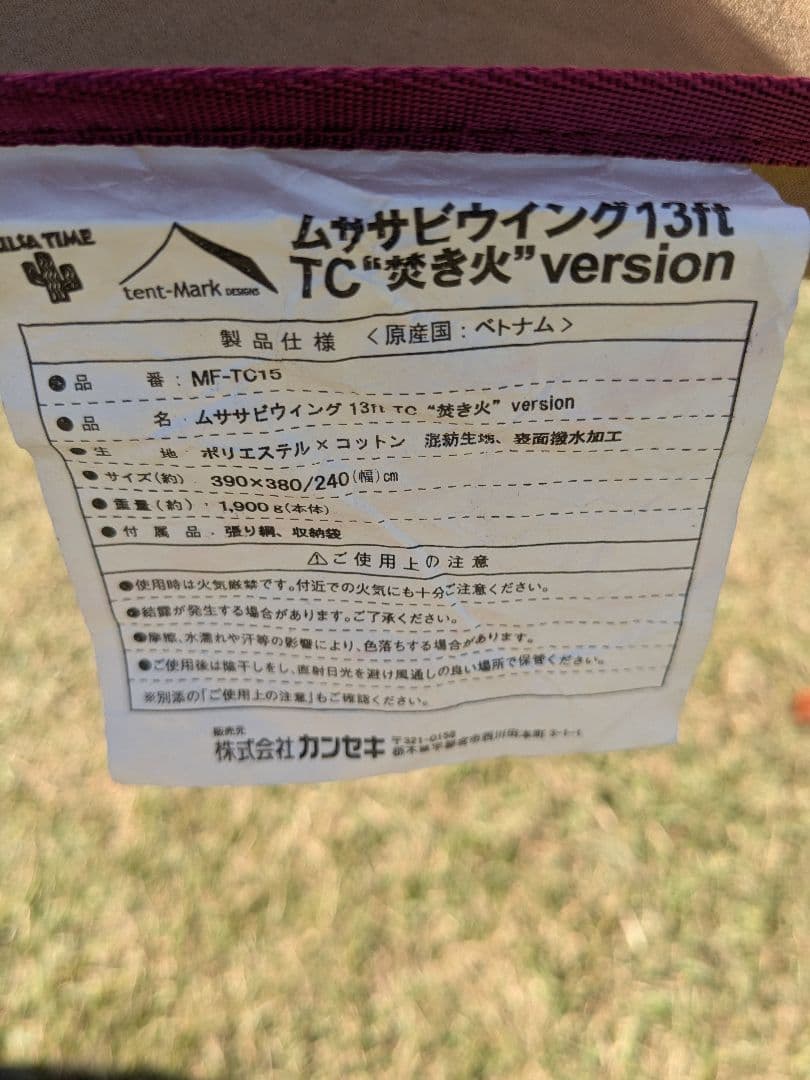 TIME
tent-Mark DESIGNS
ムササビウイング13ft
TC“焚き火”version
製品仕様 〈原産国：ベトナム〉
●品番：MF-TC15
●品名・ムササビウィング 13ft TC “焚き火” version
●生地・ポリエステル×コットン 混紡生地、表面撥水加工
●サイズ(約) 390×380/240(幅)cm
●重量(約)：1,900g(本体)
●付属品・張り綱、収納袋
⚠ご使用上の注意
●使用時は火気厳禁です。付近での火気にも十分ご注意ください。
●結露が発生する場合があります。ご了承ください。
●摩擦、水濡れや汗等の影響により、色落ちする場合があります。
●ご使用後は陰干しをし、直射日光を避け風通しの良い場所で保管ください。
※別添の「ご使用上の注意」もご確認ください。
販売元
株式会社カンセキ
〒321-0158